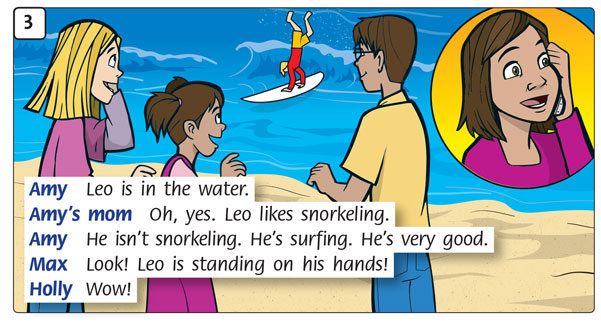 3
Amy Leo is in the water.
Amy's mom Oh, yes. Leo likes snorkeling.
Amy He isn't snorkeling. He's surfing. He's very good.
Max Look! Leo is standing on his hands!
Holly Wow!